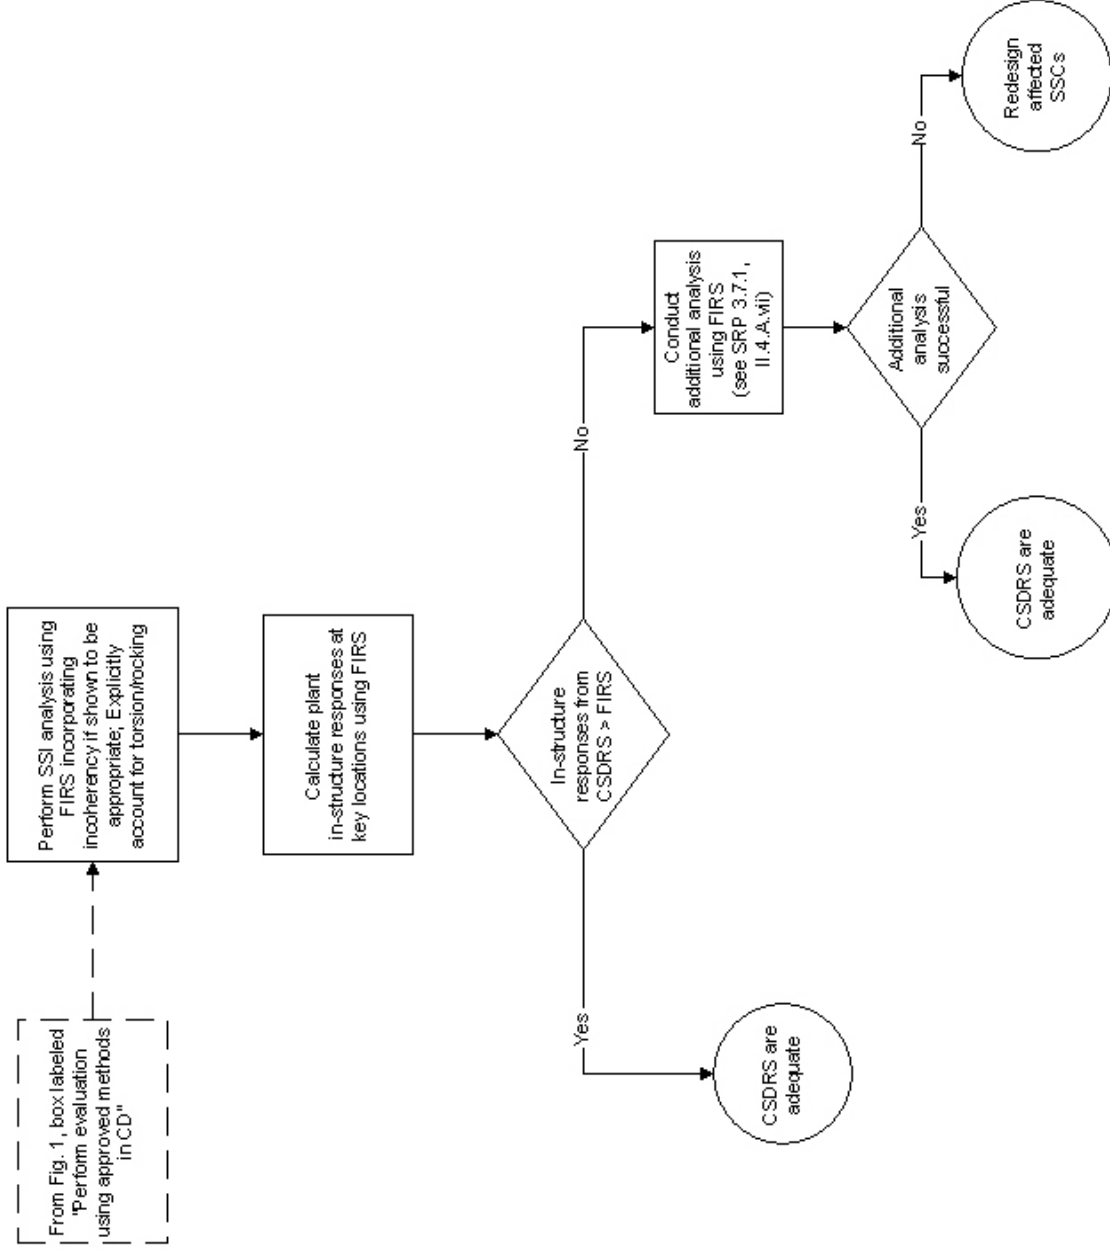 From Fig. 1, box labeled
"Perform evaluation
using approved methods
in CD"
Perform SSI analysis using
FIRS incorporating
incoherency if shown to be
appropriate; Explicitly
account for torsion/rocking
Calculate plant
in-structure responses at
key locations using FIRS
In-structure
responses from
CSDRS > FIRS
Yes
No
CSDRS are
adequate
Conduct
additional analysis
using FIRS
(see SRP 3.7.1,
II.4.A.vii)
Additional
analysis
successful
Yes
No
CSDRS are
adequate
Redesign
affected
SSCs